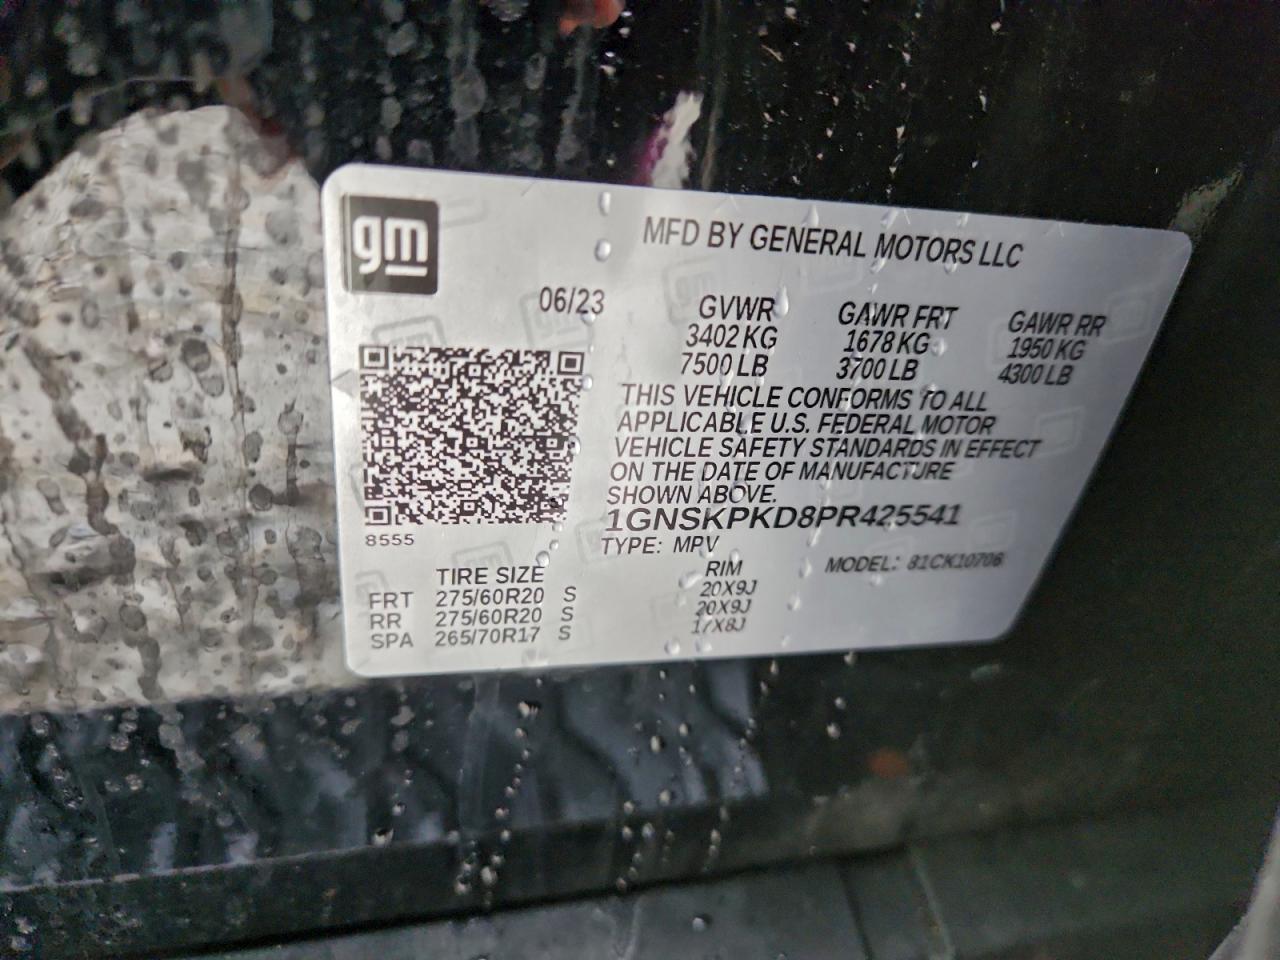 gm
MFD BY GENERAL MOTORS LLC
06/23
GVWR GAWR FRT GAWR RR
3402 KG 1678 KG 1950 KG
7500 LB 3700 LB 4300 LB
THIS VEHICLE CONFORMS TO ALL
APPLICABLE U.S. FEDERAL MOTOR
VEHICLE SAFETY STANDARDS IN EFFECT
ON THE DATE OF MANUFACTURE
SHOWN ABOVE.
1GNSKPKD8PR425541
8555
TYPE: MPV
MODEL: 81CK10706
TIRE SIZE RIM
FRT 275/60R20 S 20X9J
RR 275/60R20 S 20X9J
SPA 265/70R17 S 17X8J